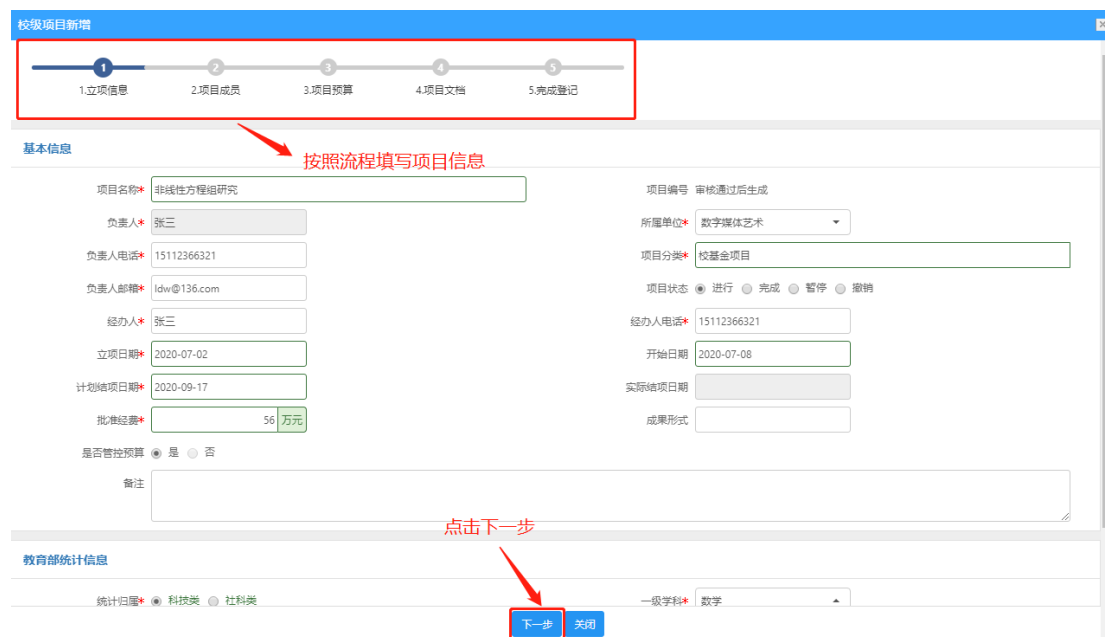 校级项目新增
1 2 3 4 5
1.立项信息 2.项目成员 3.项目预算 4.项目文档 5.完成登记
基本信息
按照流程填写项目信息
项目名称* 非线性方程组研究 项目编号 审核通过后生成
负责人* 张三 所属单位* 数字媒体艺术
负责人电话* 15112366321 项目分类* 校基金项目
负责人邮箱* ldw@136.com 项目状态 进行 完成 暂停 撤销
经办人* 张三 经办人电话* 15112366321
立项日期* 2020-07-02 开始日期 2020-07-08
计划结项日期* 2020-09-17 实际结项日期
批准经费* 56 万元 成果形式
是否管控预算 是 否
备注
点击下一步
教育部统计信息
统计归属* 科技类 社科类 一级学科* 数学
下一步 关闭